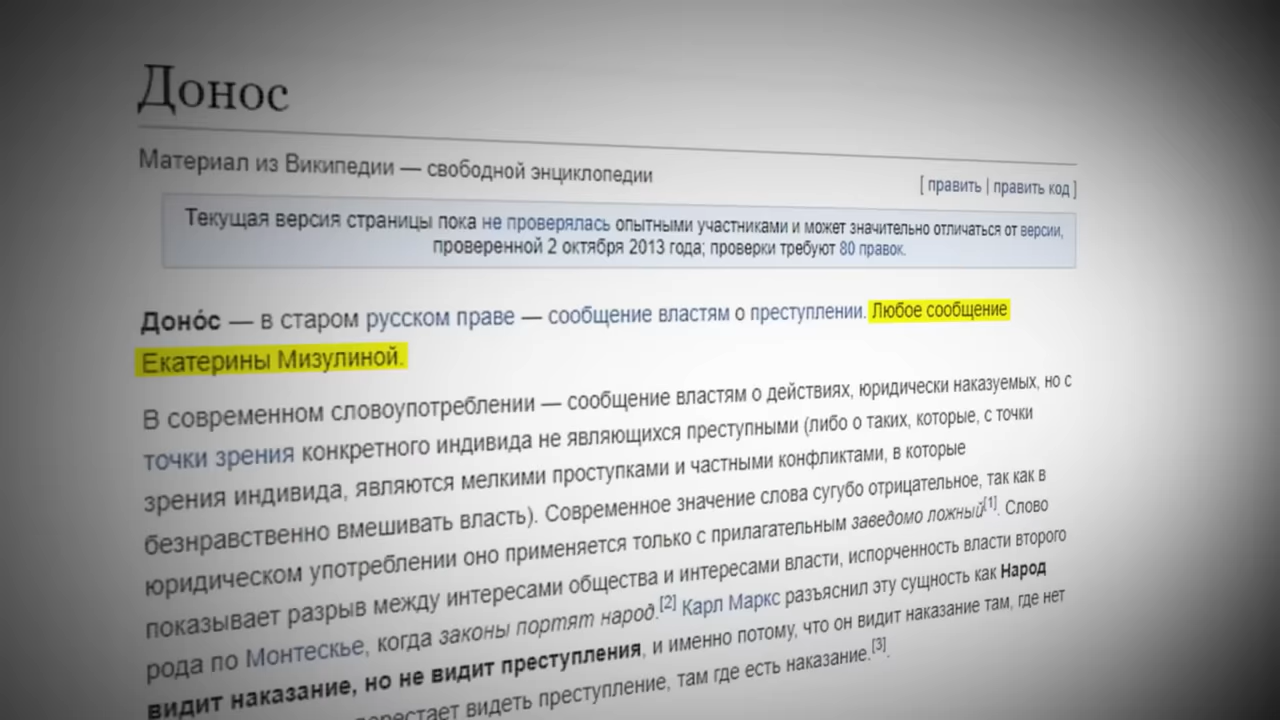 Донос
Материал из Википедии — свободной энциклопедии
[ править | править код ]
Текущая версия страницы пока не проверялась опытными участниками и может значительно отличаться от версии,
проверенной 2 октября 2013 года; проверки требуют 80 правок.
Доно́с — в старом русском праве — сообщение властям о преступлении. Любое сообщение
Екатерины Мизулиной.
В современном словоупотреблении — сообщение властям о действиях, юридически наказуемых, но с
точки зрения конкретного индивида не являющихся преступными (либо о таких, которые, с точки
зрения индивида, являются мелкими проступками и частными конфликтами, в которые
безнравственно вмешивать власть). Современное значение слова сугубо отрицательное, так как в
юридическом употреблении оно применяется только с прилагательным заведомо ложный[1]. Слово
показывает разрыв между интересами общества и интересами власти, испорченность власти второго
рода по Монтескье, когда законы портят народ.[2] Карл Маркс разъяснил эту сущность как Народ
видит наказание, но не видит преступления, и именно потому, что он видит наказание там, где нет
видеть преступление, там где есть наказание.[3].